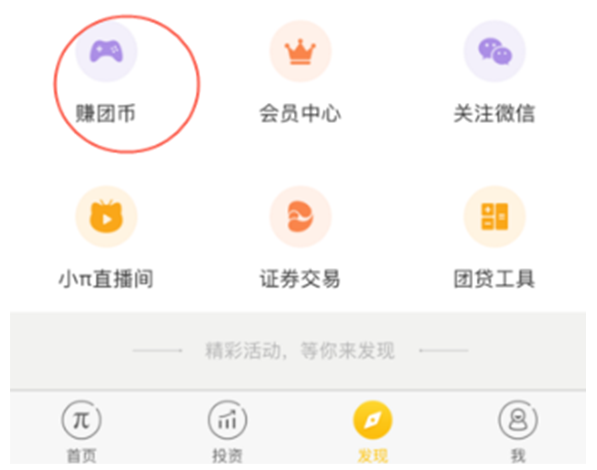 赚团币
会员中心
关注微信
小π直播间
证券交易
团贷工具
精彩活动，等你来发现
π
首页
投资
发现
我